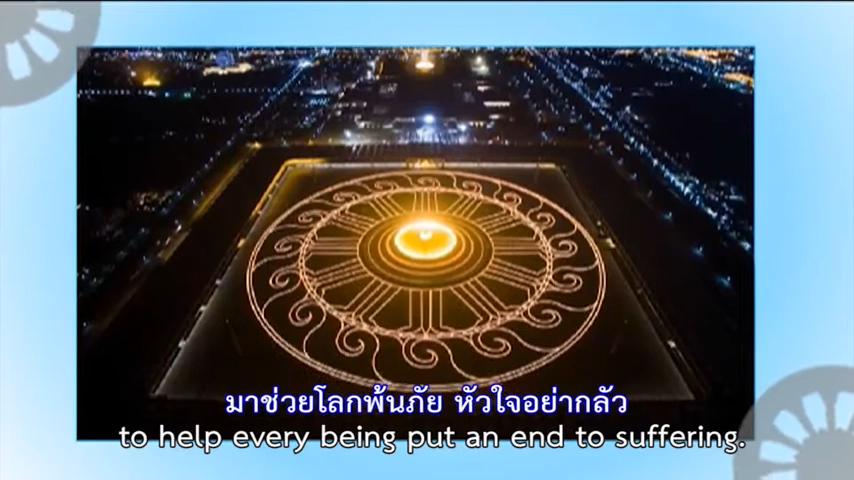 มาช่วยโลกพ้นภัย หัวใจอย่ากลัว
to help every being put an end to suffering.